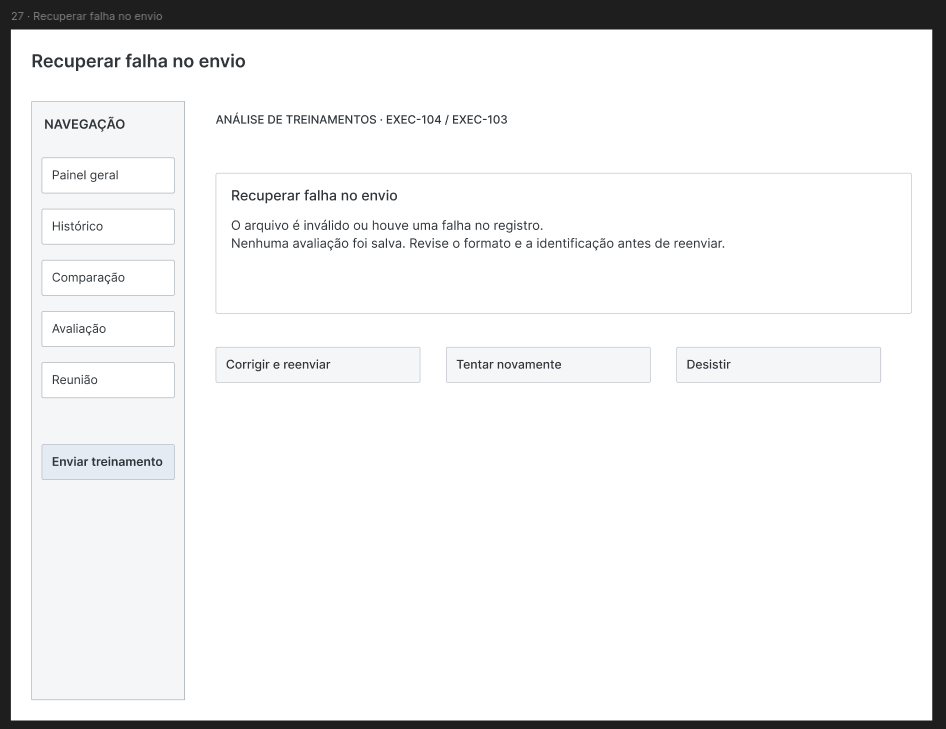 27 · Recuperar falha no envio
Recuperar falha no envio
NAVEGAÇÃO
Painel geral
Histórico
Comparação
Avaliação
Reunião
Enviar treinamento
ANÁLISE DE TREINAMENTOS · EXEC-104 / EXEC-103
Recuperar falha no envio
O arquivo é inválido ou houve uma falha no registro.
Nenhuma avaliação foi salva. Revise o formato e a identificação antes de reenviar.
Corrigir e reenviar
Tentar novamente
Desistir